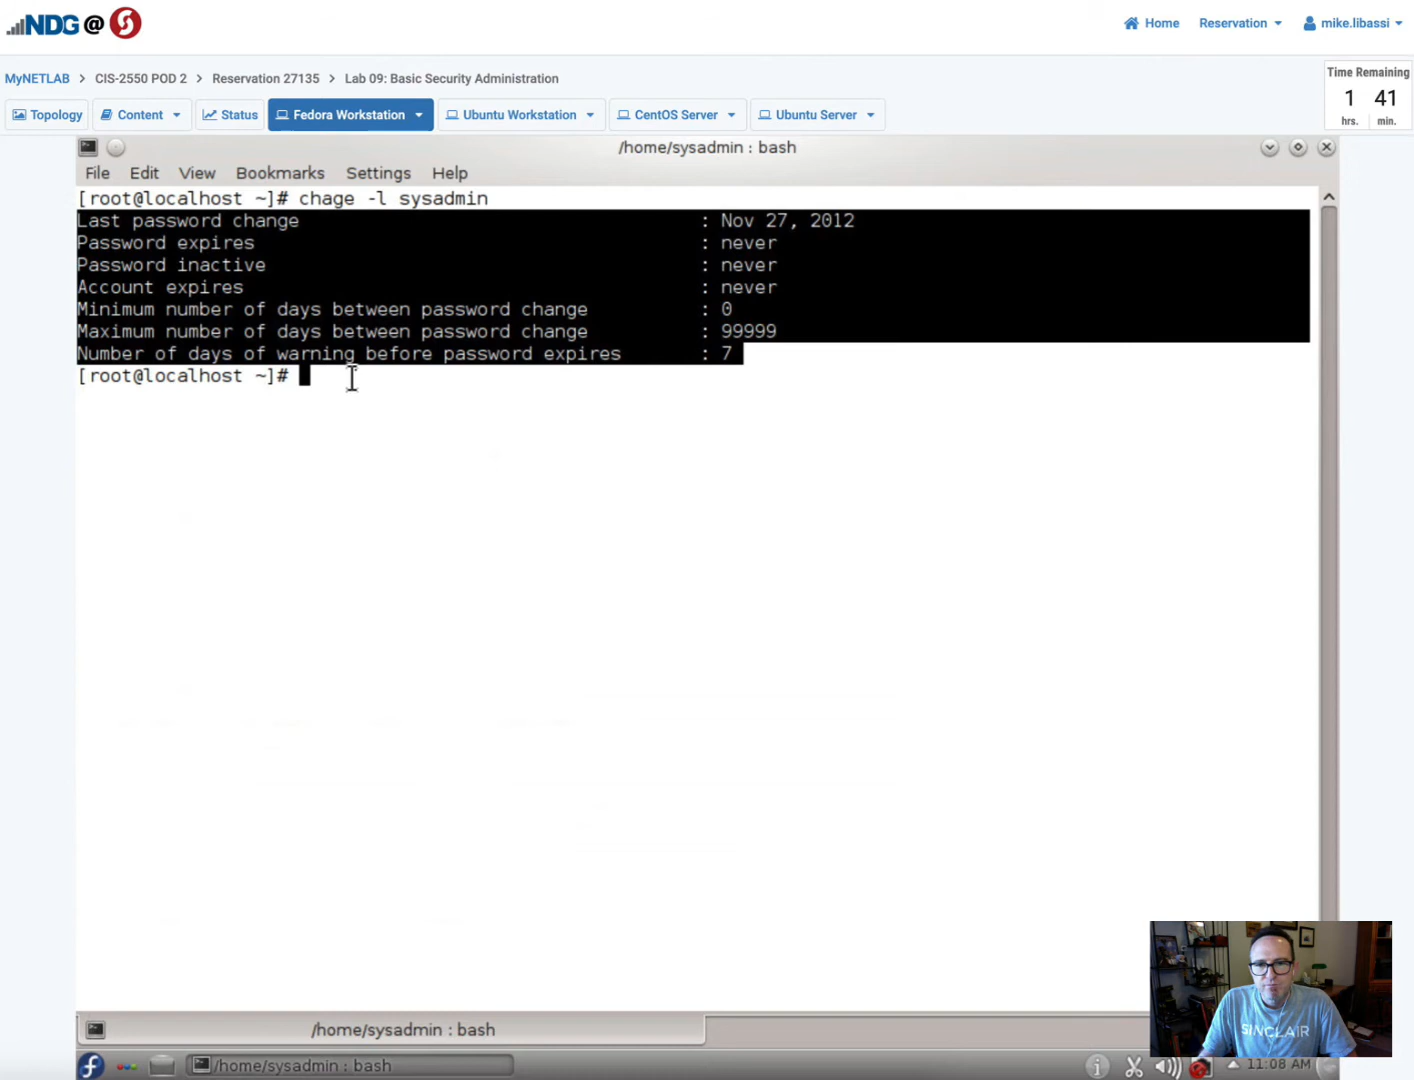 NDG @
Home
Reservation
mike.libassi
MyNETLAB > CIS-2550 POD 2 > Reservation 27135 > Lab 09: Basic Security Administration
Time Remaining
1 41
hrs. min.
Topology
Content
Status
Fedora Workstation
Ubuntu Workstation
CentOS Server
Ubuntu Server
/home/sysadmin : bash
File Edit View Bookmarks Settings Help
[root@localhost ~]# chage -l sysadmin
Last password change : Nov 27, 2012
Password expires : never
Password inactive : never
Account expires : never
Minimum number of days between password change : 0
Maximum number of days between password change : 99999
Number of days of warning before password expires : 7
[root@localhost ~]#
SINCLAIR
/home/sysadmin : bash
/home/sysadmin : bash
11:08 AM